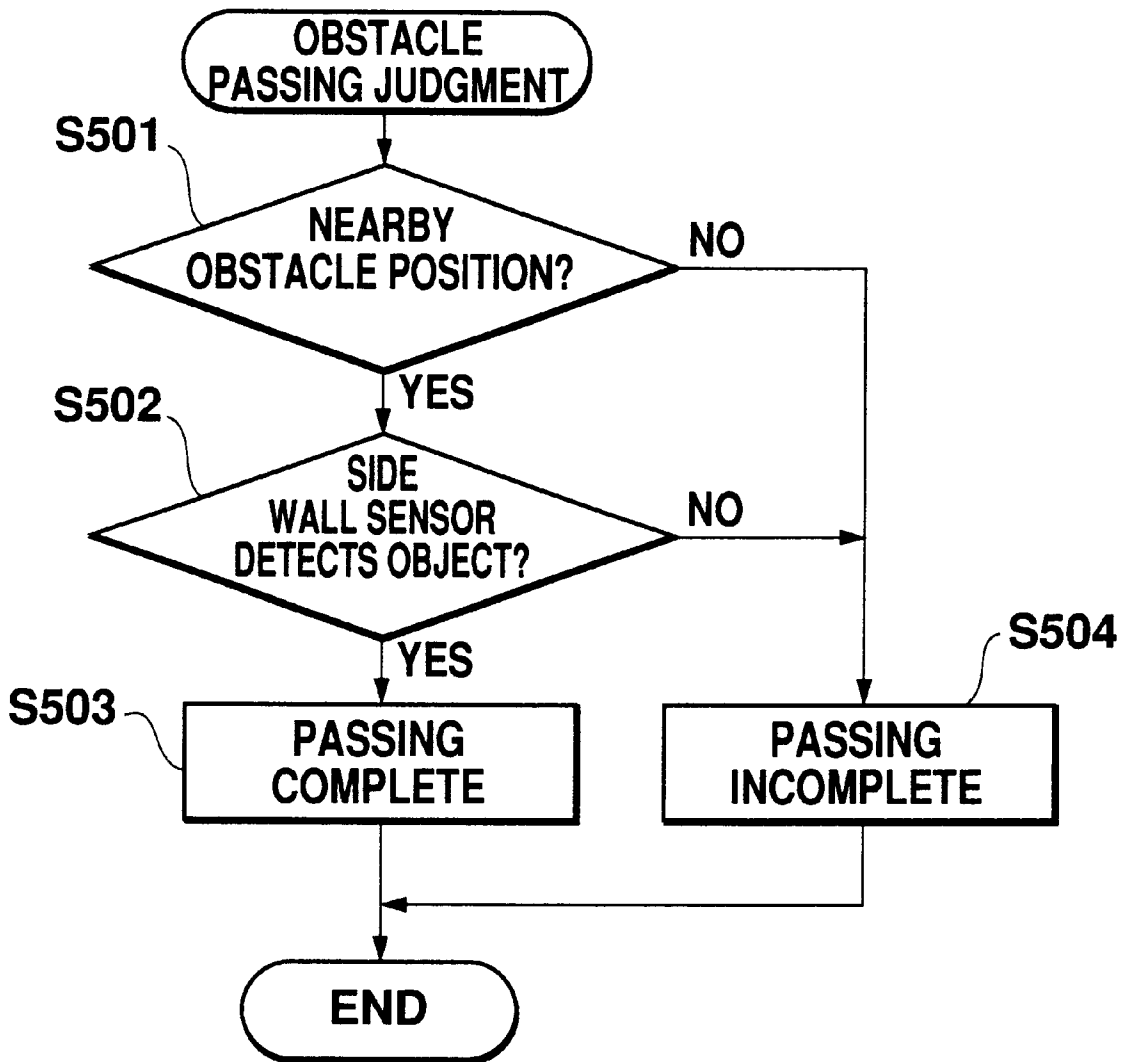 OBSTACLE
PASSING JUDGMENT
S501
NEARBY
OBSTACLE POSITION?
NO
YES
S502
SIDE
WALL SENSOR
DETECTS OBJECT?
NO
YES
S503
PASSING
COMPLETE
S504
PASSING
INCOMPLETE
END